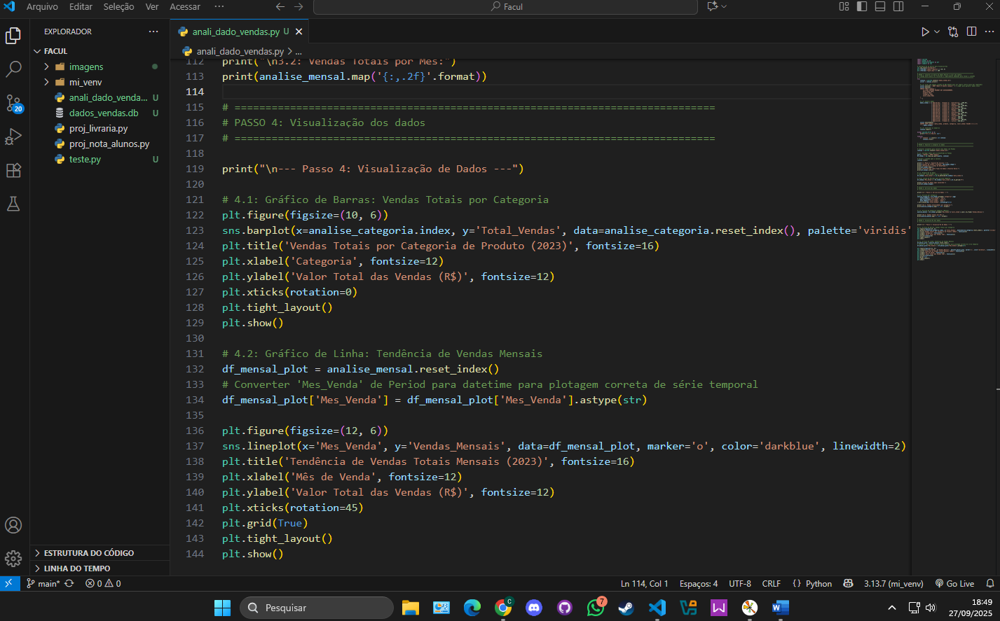 Arquivo Editar Seleção Ver Acessar ··· Facul
EXPLORADOR ···
FACUL
imagens
mi_venv
anali_dado_venda... U
dados_vendas.db U
proj_livraria.py
proj_nota_alunos.py
teste.py U
20
ESTRUTURA DO CÓDIGO
LINHA DO TEMPO
anali_dado_vendas.py U
anali_dado_vendas.py > ...
112 print("\n3.2: Vendas Totais por Mês:")
113 print(analise_mensal.map('{:,.2f}'.format))
114
115 # ==============================================================================
116 # PASSO 4: Visualização dos dados
117 # ==============================================================================
118
119 print("\n--- Passo 4: Visualização de Dados ---")
120
121 # 4.1: Gráfico de Barras: Vendas Totais por Categoria
122 plt.figure(figsize=(10, 6))
123 sns.barplot(x=analise_categoria.index, y='Total_Vendas', data=analise_categoria.reset_index(), palette='viridis'
124 plt.title('Vendas Totais por Categoria de Produto (2023)', fontsize=16)
125 plt.xlabel('Categoria', fontsize=12)
126 plt.ylabel('Valor Total das Vendas (R$)', fontsize=12)
127 plt.xticks(rotation=0)
128 plt.tight_layout()
129 plt.show()
130
131 # 4.2: Gráfico de Linha: Tendência de Vendas Mensais
132 df_mensal_plot = analise_mensal.reset_index()
133 # Converter 'Mes_Venda' de Period para datetime para plotagem correta de série temporal
134 df_mensal_plot['Mes_Venda'] = df_mensal_plot['Mes_Venda'].astype(str)
135
136 plt.figure(figsize=(12, 6))
137 sns.lineplot(x='Mes_Venda', y='Vendas_Mensais', data=df_mensal_plot, marker='o', color='darkblue', linewidth=2)
138 plt.title('Tendência de Vendas Totais Mensais (2023)', fontsize=16)
139 plt.xlabel('Mês de Venda', fontsize=12)
140 plt.ylabel('Valor Total das Vendas (R$)', fontsize=12)
141 plt.xticks(rotation=45)
142 plt.grid(True)
143 plt.tight_layout()
144 plt.show()
main* 0 0 Ln 114, Col 1 Espaços: 4 UTF-8 CRLF {} Python 3.13.7 (mi_venv) Go Live
Pesquisar C 7 W 18:49
27/09/2025